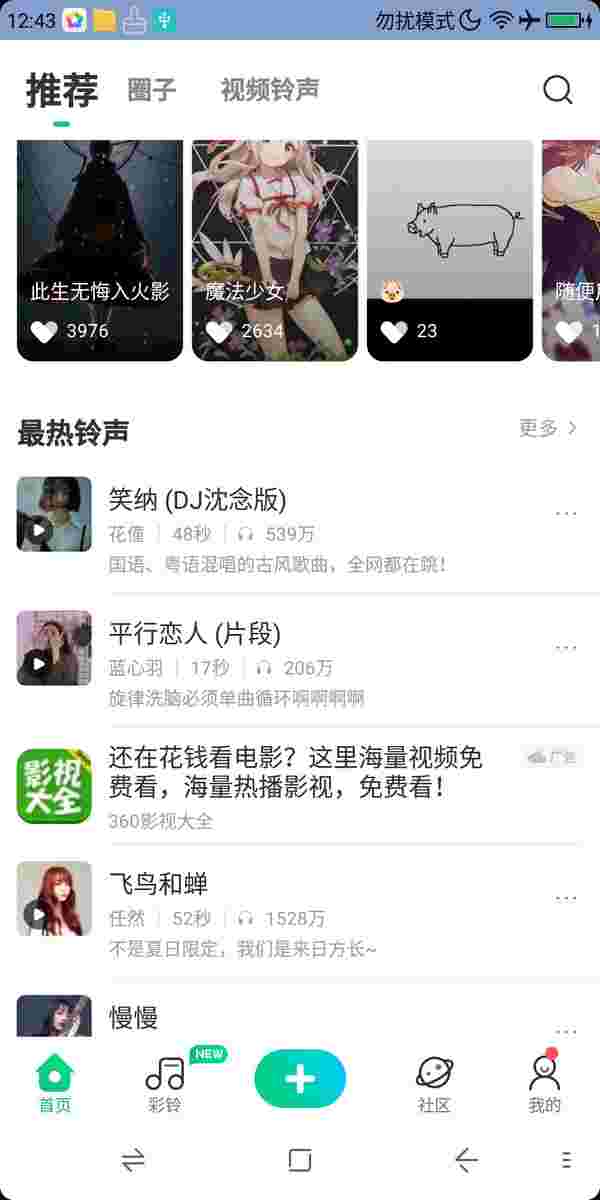 12:43
勿扰模式
推荐
圈子
视频铃声
此生无悔入火影
3976
魔法少女
2634
23
随便
1
最热铃声
更多
笑纳 (DJ沈念版)
花僮 48秒 539万
国语、粤语混唱的古风歌曲，全网都在跳！
平行恋人 (片段)
蓝心羽 17秒 206万
旋律洗脑必须单曲循环啊啊啊啊
影视
大全
还在花钱看电影？这里海量视频免
费看，海量热播影视，免费看！
广告
360影视大全
飞鸟和蝉
任然 52秒 1528万
不是夏日限定，我们是来日方长~
慢慢
NEW
首页
彩铃
社区
我的